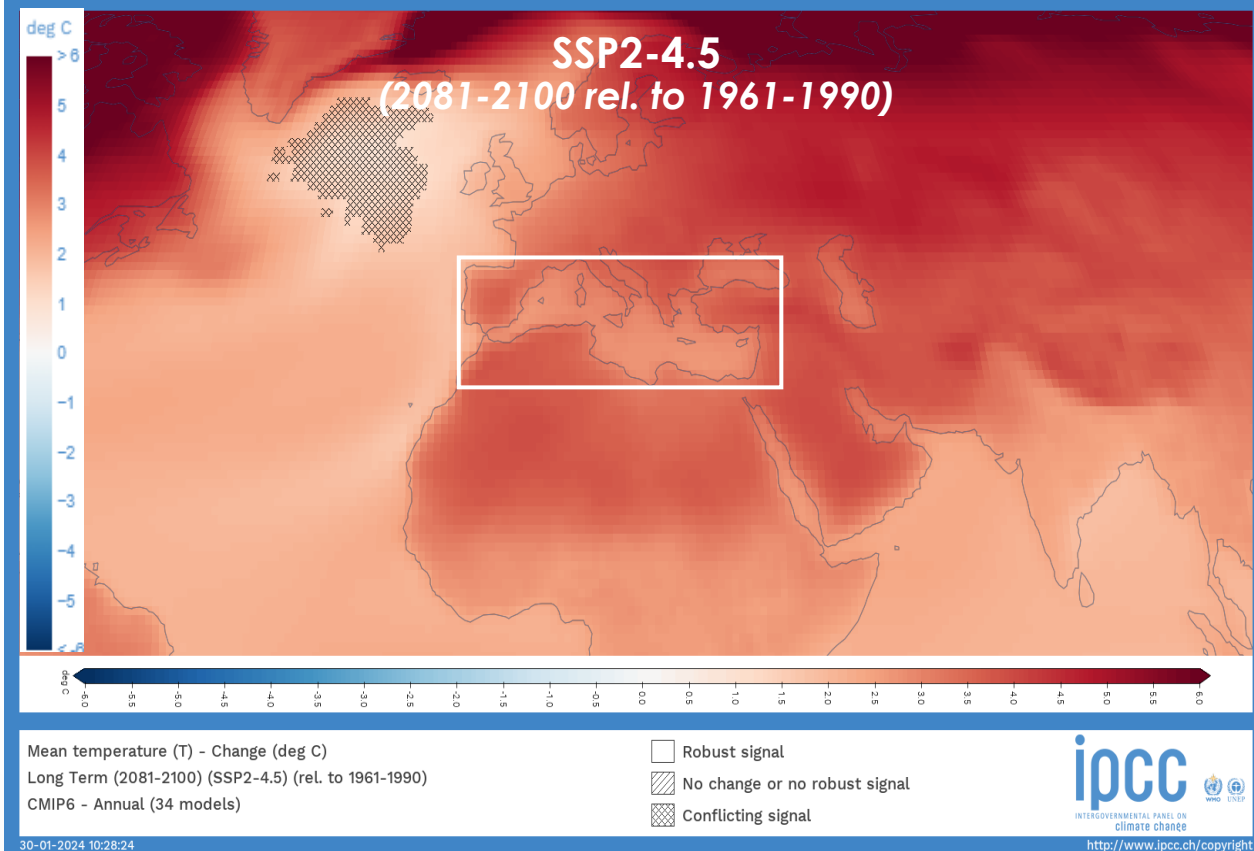 deg C
> 6
5
4
3
2
1
0
−1
−2
−3
−4
−5
< -6
SSP2-4.5
(2081-2100 rel. to 1961-1990)
deg C
-6.0
-5.5
-5.0
-4.5
-4.0
-3.5
-3.0
-2.5
-2.0
-1.5
-1.0
-0.5
0.0
0.5
1.0
1.5
2.0
2.5
3.0
3.5
4.0
4.5
5.0
5.5
6.0
Mean temperature (T) - Change (deg C)
Long Term (2081-2100) (SSP2-4.5) (rel. to 1961-1990)
CMIP6 - Annual (34 models)
Robust signal
No change or no robust signal
Conflicting signal
ipcc
INTERGOVERNMENTAL PANEL ON
climate change
WMO
UNEP
30-01-2024 10:28:24
http://www.ipcc.ch/copyright